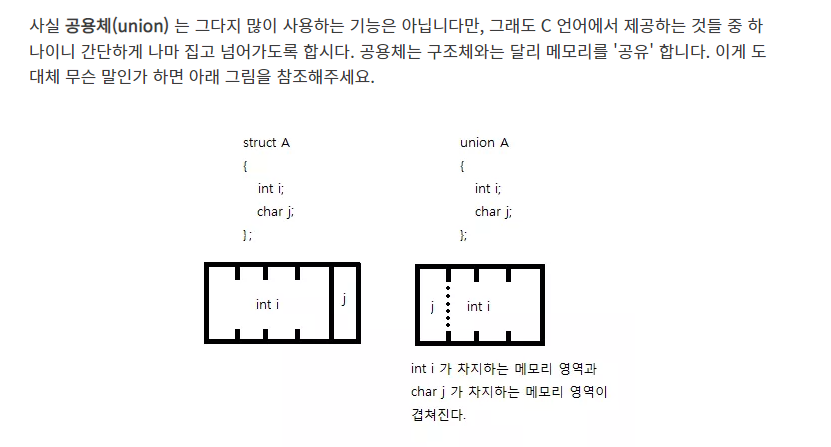 사실 공용체(union) 는 그다지 많이 사용하는 기능은 아닙니다만, 그래도 C 언어에서 제공하는 것들 중 하
나이니 간단하게 나마 집고 넘어가도록 합시다. 공용체는 구조체와는 달리 메모리를 '공유' 합니다. 이게 도
대체 무슨 말인가 하면 아래 그림을 참조해주세요.
struct A
{
int i;
char j;
};
int i
j
union A
{
int i;
char j;
};
j
int i
int i 가 차지하는 메모리 영역과
char j 가 차지하는 메모리 영역이
겹쳐진다.